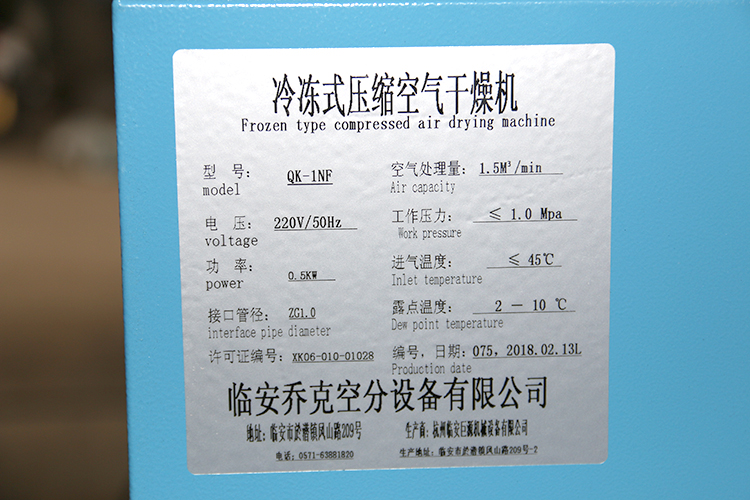 冷冻式压缩空气干燥机
Frozen type compressed air drying machine
型 号: QK-1NF 空气处理量: 1.5M³/min
model Air capacity
电 压: 220V/50Hz 工作压力: ≤ 1.0 Mpa
voltage Work pressure
功 率: 0.5KW 进气温度: ≤ 45℃
power Inlet temperature
接口管径: ZG1.0 露点温度: 2 — 10 ℃
interface pipe diameter Dew point temperature
许可证编号: XK06-010-01028 编号, 日期: 075, 2018.02.13L
Production date
临安乔克空分设备有限公司
地址: 临安市於潜镇凤山路209号 生产商: 杭州临安巨源机械设备有限公司
电话: 0571-63881820 生产地址: 临安市於潜镇凤山路209号-2